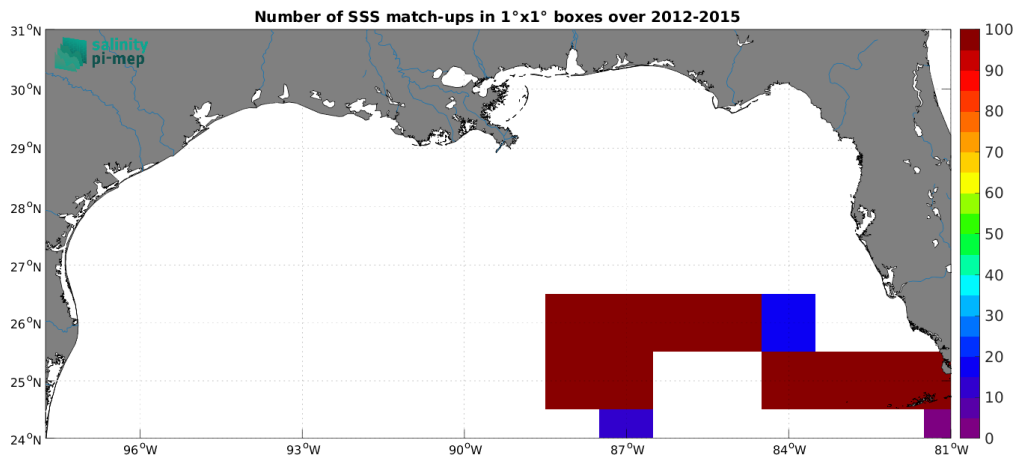 Number of SSS match-ups in 1°x1° boxes over 2012-2015
salinity
pi-mep
31°N
30°N
29°N
28°N
27°N
26°N
25°N
24°N
96°W
93°W
90°W
87°W
84°W
81°W
100
90
80
70
60
50
40
30
20
10
0